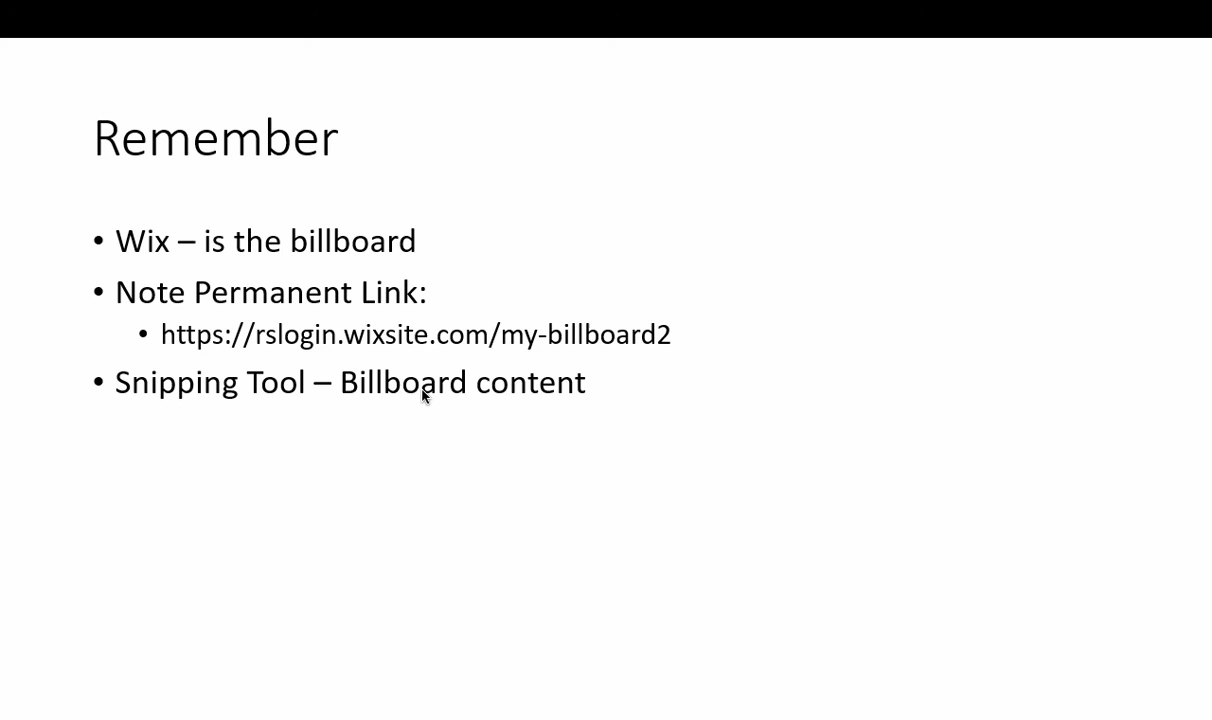 Remember
• Wix – is the billboard
• Note Permanent Link:
• https://rslogin.wixsite.com/my-billboard2
• Snipping Tool – Billboard content